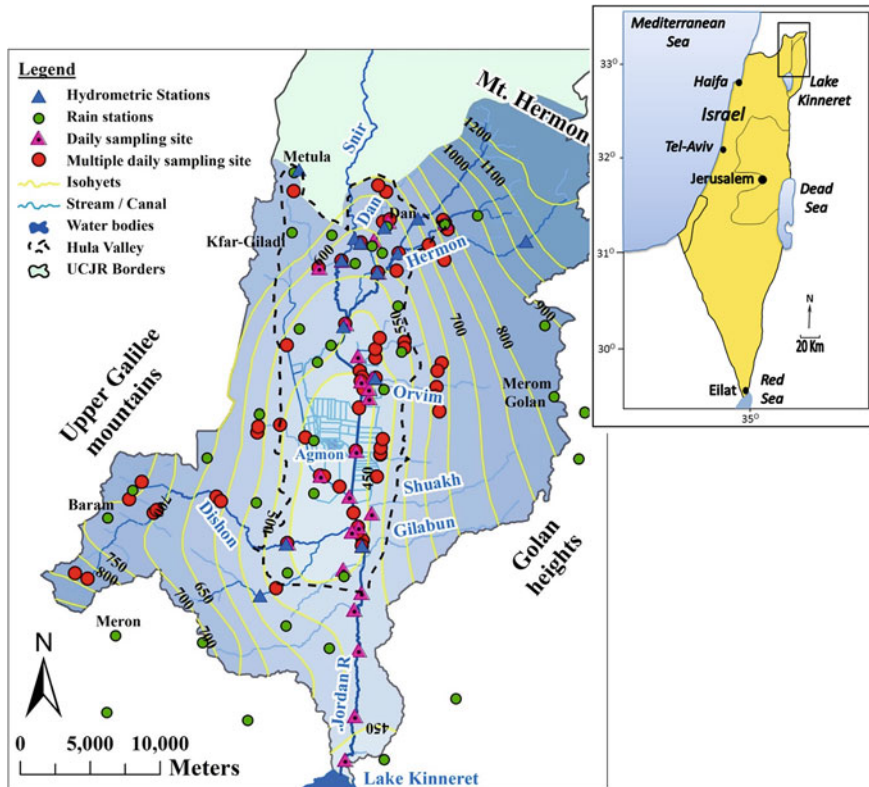 Legend
Hydrometric Stations
Rain stations
Daily sampling site
Multiple daily sampling site
Isohyets
Stream / Canal
Water bodies
Hula Valley
UCJR Borders
Mt. Hermon
Snir
1200
1100
1000
900
Metula
Dan
Dan
Kfar-Giladi
Hermon
600
550
700
800
900
Upper Galilee
mountains
Merom
Golan
Orvim
Agmon
450
Shuakh
Baram
700
Dishon
500
Gilabun
Golan
heights
750
800
700
650
700
Meron
N
Jordan R
450
0 5,000 10,000
Meters
Lake Kinneret
Mediterranean
Sea
33°
Haifa
Lake
Kinneret
Israel
32°
Tel-Aviv
Jerusalem
Dead
Sea
31°
N
20 Km
30°
Eilat
Red
Sea
35°